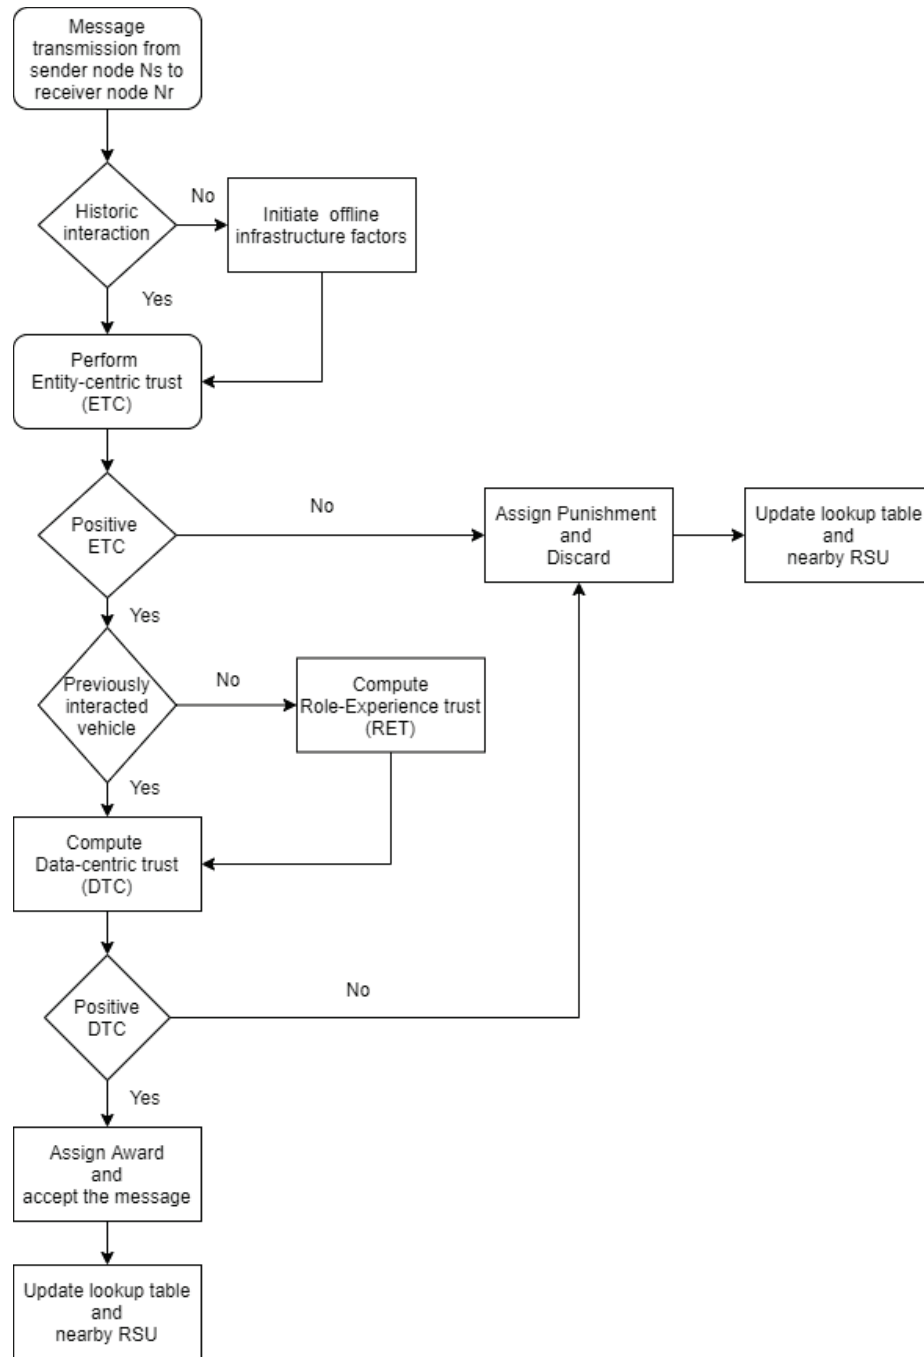 Message
transmission from
sender node Ns to
receiver node Nr
Historic
interaction
No
Initiate offline
infrastructure factors
Yes
Perform
Entity-centric trust
(ETC)
Positive
ETC
No
Assign Punishment
and
Discard
Update lookup table
and
nearby RSU
Yes
Previously
interacted
vehicle
No
Compute
Role-Experience trust
(RET)
Yes
Compute
Data-centric trust
(DTC)
Positive
DTC
No
Yes
Assign Award
and
accept the message
Update lookup table
and
nearby RSU